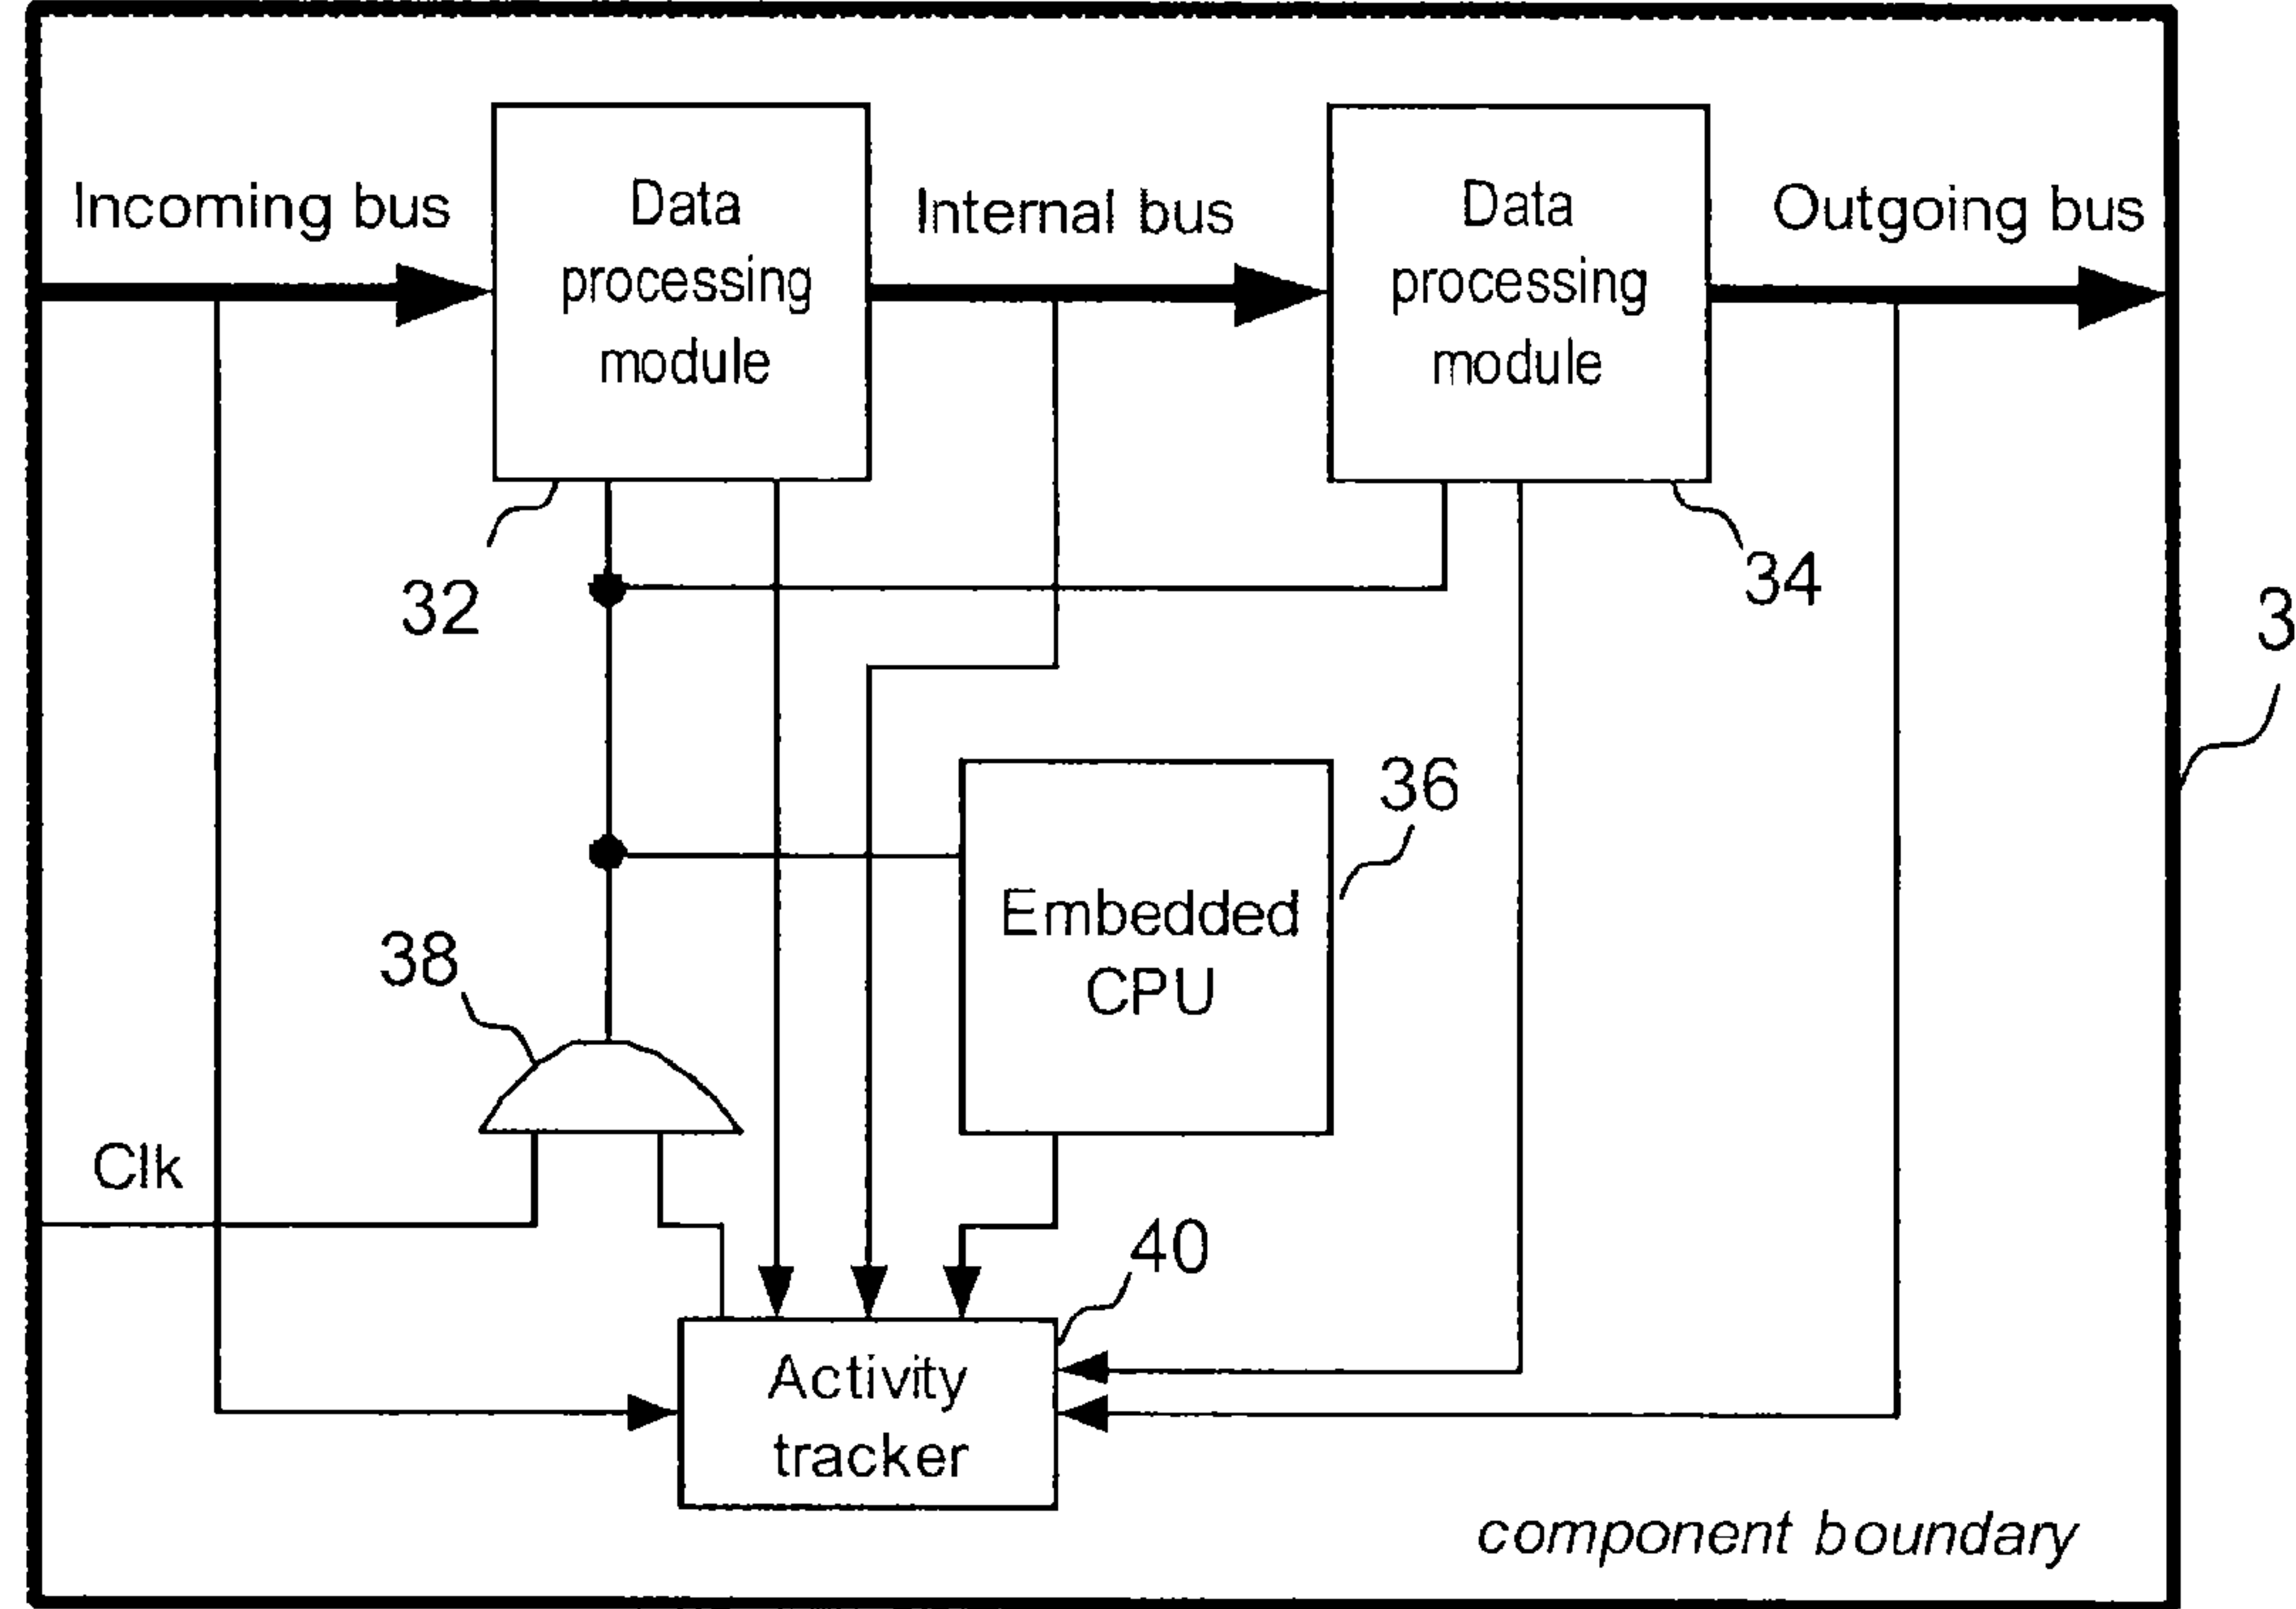 Incoming bus
Data
processing
module
Internal bus
Data
processing
module
Outgoing bus
32
34
3
36
Embedded
CPU
38
Clk
40
Activity
tracker
component boundary